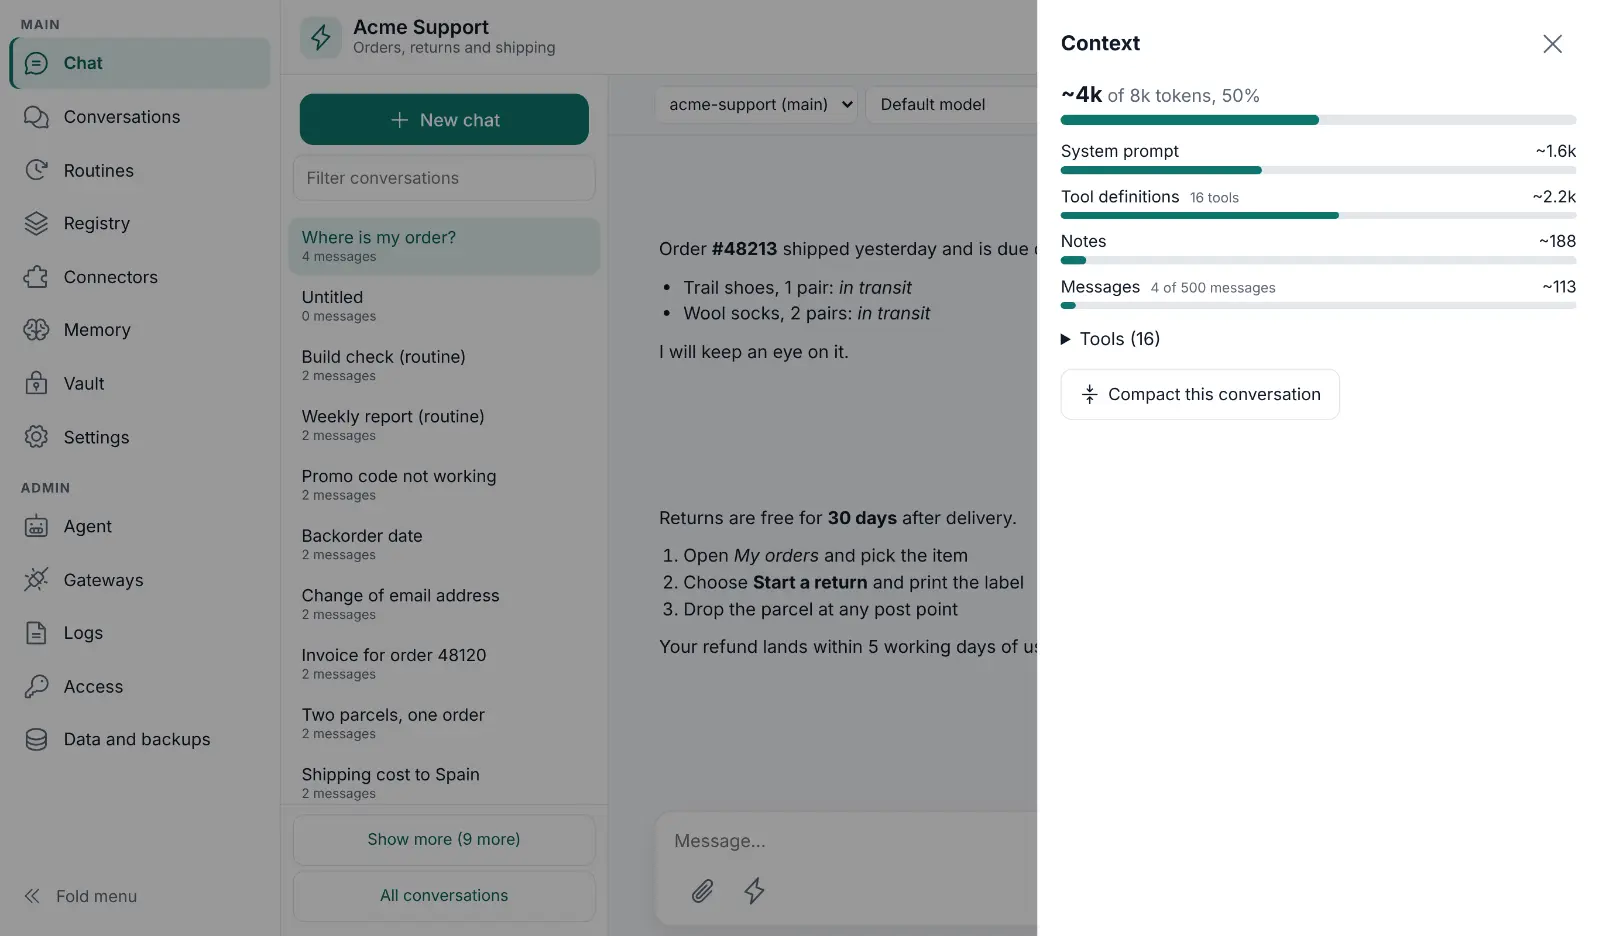 MAIN
Chat
Conversations
Routines
Registry
Connectors
Memory
Vault
Settings
ADMIN
Agent
Gateways
Logs
Access
Data and backups
Fold menu
Acme Support
Orders, returns and shipping
New chat
Filter conversations
Where is my order?
4 messages
Untitled
0 messages
Build check (routine)
2 messages
Weekly report (routine)
2 messages
Promo code not working
2 messages
Backorder date
2 messages
Change of email address
2 messages
Invoice for order 48120
2 messages
Two parcels, one order
2 messages
Shipping cost to Spain
2 messages
Show more (9 more)
All conversations
acme-support (main)
Default model
Order #48213 shipped yesterday and is due
• Trail shoes, 1 pair: in transit
• Wool socks, 2 pairs: in transit
I will keep an eye on it.
Returns are free for 30 days after delivery.
1. Open My orders and pick the item
2. Choose Start a return and print the label
3. Drop the parcel at any post point
Your refund lands within 5 working days of
Message...
Context
~4k of 8k tokens, 50%
System prompt ~1.6k
Tool definitions 16 tools ~2.2k
Notes ~188
Messages 4 of 500 messages ~113
Tools (16)
Compact this conversation